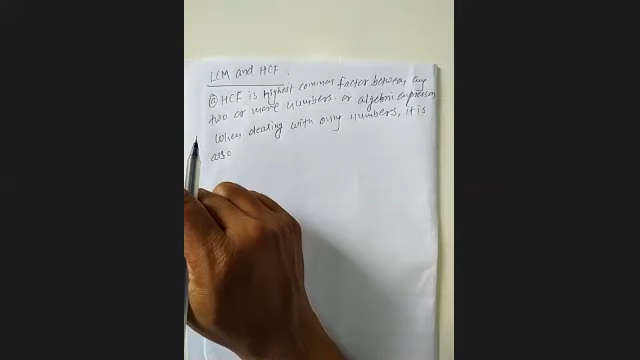 LCM and HCF.
@ HCF is highest common factor between any
two or more numbers or algebric expression
When dealing with only numbers, it is
also